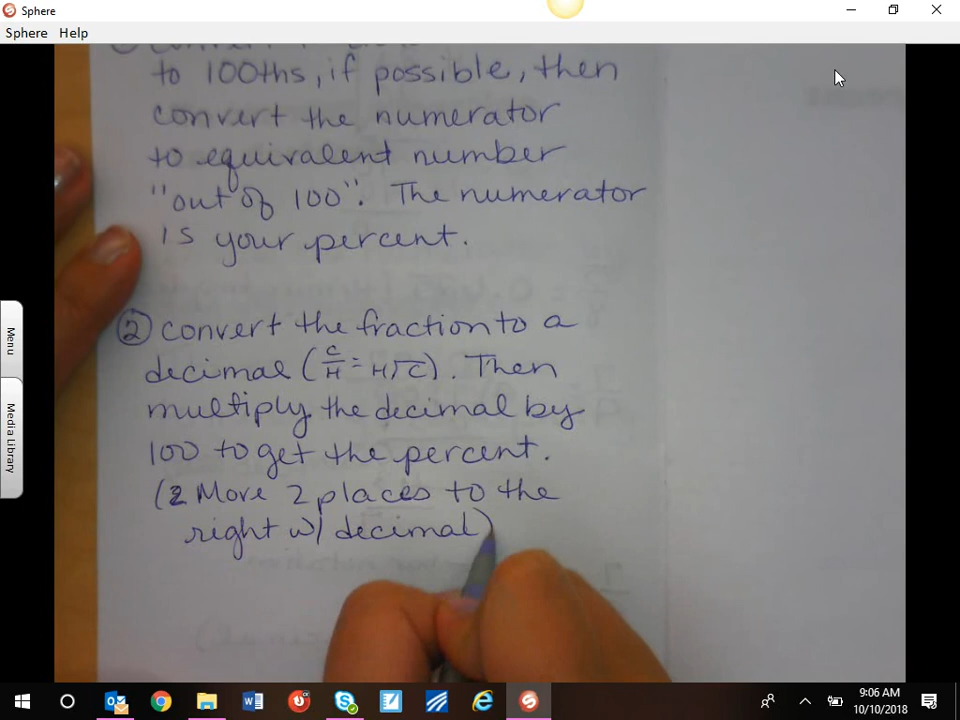 Sphere
Sphere Help
to 100ths, if possible, then
convert the numerator
to equivalent number
"out of 100". The numerator
is your percent.
② convert the fraction to a
decimal (C/H = H√C). Then
multiply the decimal by
100 to get the percent.
(2 More 2 places to the
right w/ decimal)
Menu
Media Library
9:06 AM
10/10/2018